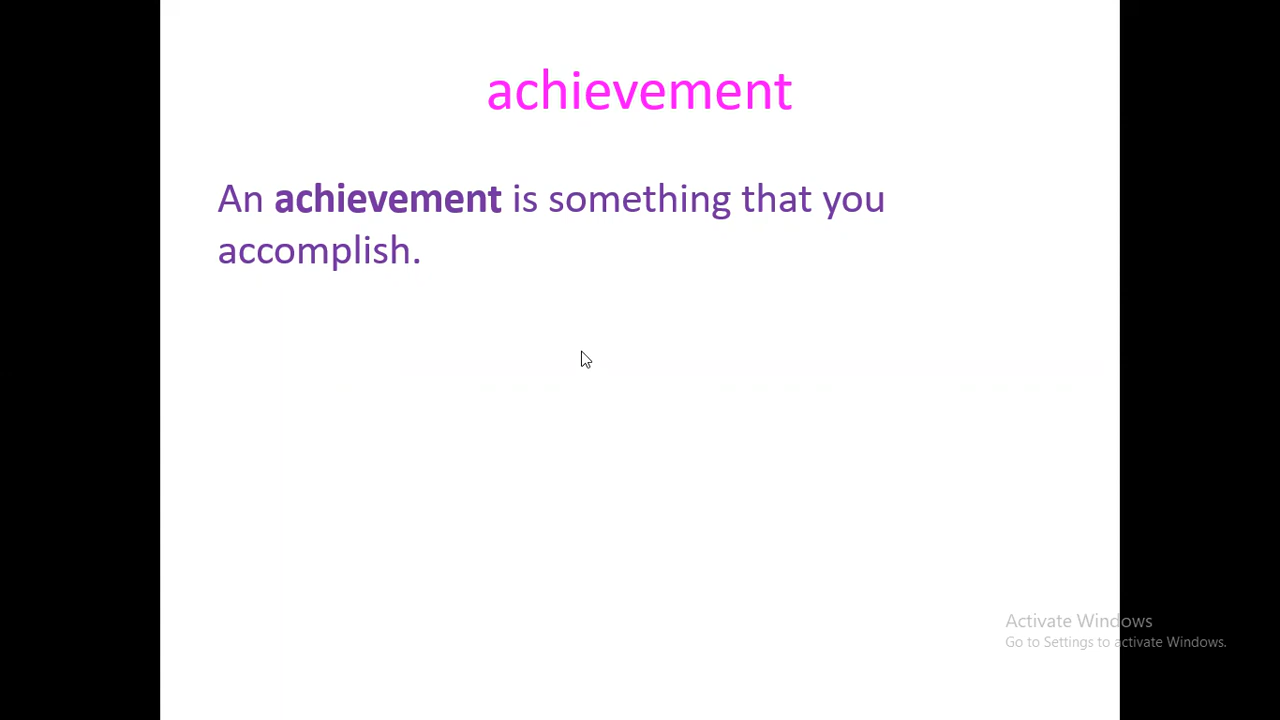 achievement
An achievement is something that you
accomplish.
Activate Windows
Go to Settings to activate Windows.